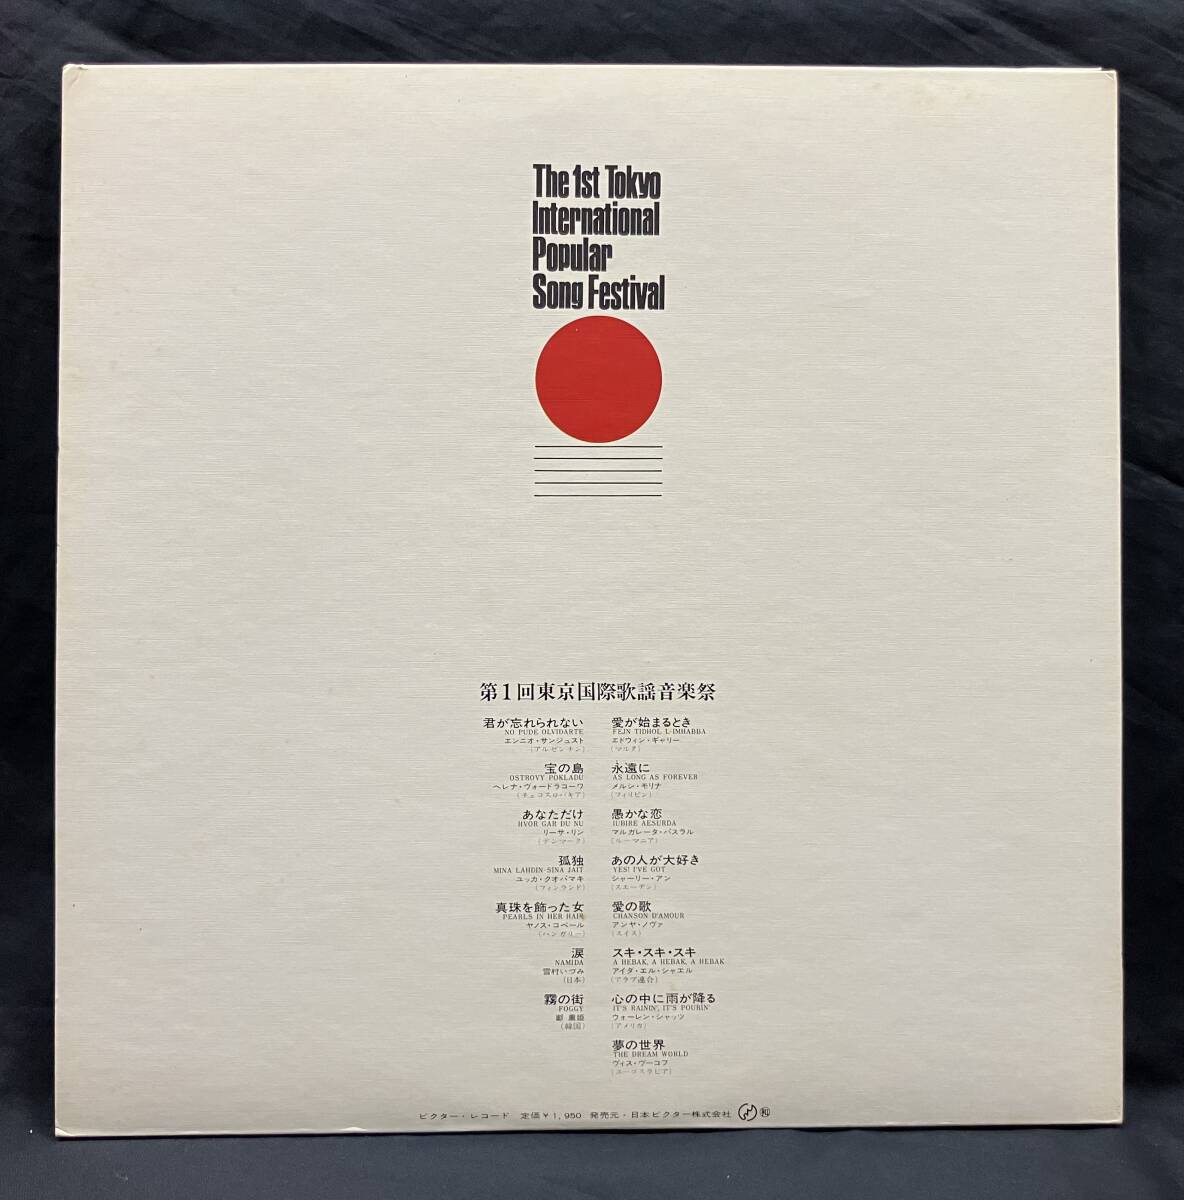 The 1st Tokyo
International
Popular
Song Festival
第1回東京国際歌謡音楽祭
君が忘れられない
NO PUDE OLVIDARTE
エンニオ・サンジュスト
(アルゼンチン)
宝の島
OSTROVY POKLADU
ヘレナ・ヴォードラコーワ
(チェコスロバキア)
あなただけ
HVOR GAR DU NU
リーサ・リン
(デンマーク)
孤独
MINA LAHDIN-SINA JAIT
ユッカ・クオパマキ
(フィンランド)
真珠を飾った女
PEARLS IN HER HAIR
ヤノス・コベール
(ハンガリー)
涙
NAMIDA
雪村いづみ
(日本)
霧の街
FOGGY
(韓国)
愛が始まるとき
FEJN TIDHOL L-IMHABBA
エドウィン・ギャリー
(マルタ)
永遠に
AS LONG AS FOREVER
メルシ・モリナ
(フィリピン)
愚かな恋
IUBIRE AESURDA
マルガレータ・パスラル
(ルーマニア)
あの人が大好き
YES! I'VE GOT
シャーリー・アン
(スエーデン)
愛の歌
CHANSON D'AMOUR
アンヤ・ノヴァ
(スイス)
スキ・スキ・スキ
A HEBAK, A HEBAK, A HEBAK
アイダ・エル・シャエル
(アラブ連合)
心の中に雨が降る
IT'S RAININ', IT'S POURIN'
ウォーレン・シャッツ
(アメリカ)
夢の世界
THE DREAM WORLD
ヴィス・ヴーコフ
(ユーゴスラビア)
ビクター・レコード 定価¥1,950 発売元・日本ビクター株式会社